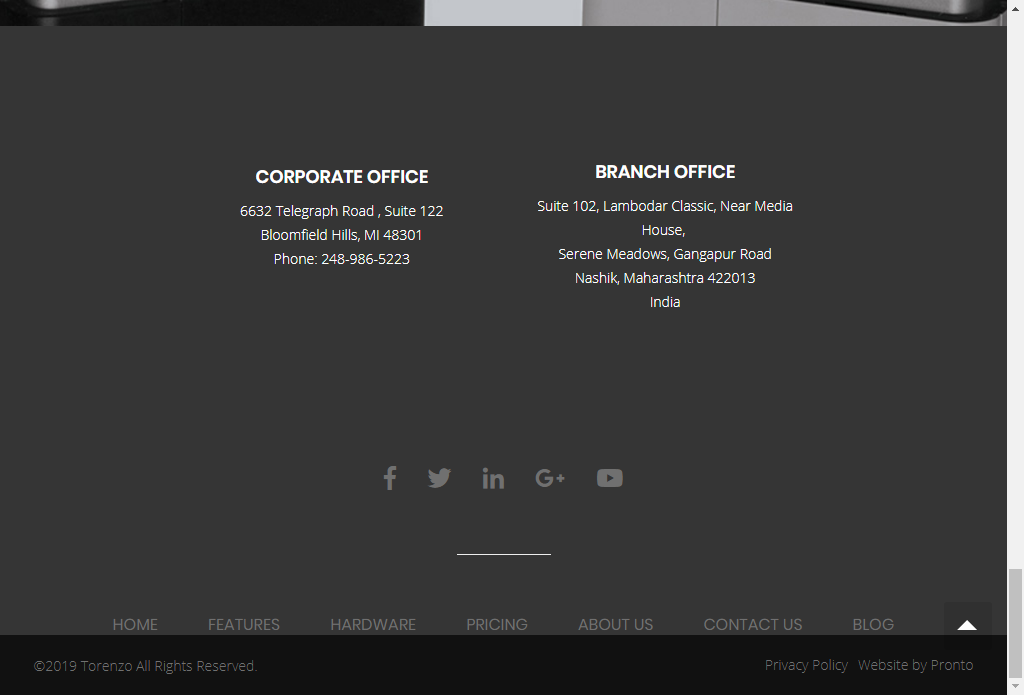 CORPORATE OFFICE
6632 Telegraph Road , Suite 122
Bloomfield Hills, MI 48301
Phone: 248-986-5223
BRANCH OFFICE
Suite 102, Lambodar Classic, Near Media
House,
Serene Meadows, Gangapur Road
Nashik, Maharashtra 422013
India
HOME FEATURES HARDWARE PRICING ABOUT US CONTACT US BLOG
©2019 Torenzo All Rights Reserved.
Privacy Policy Website by Pronto